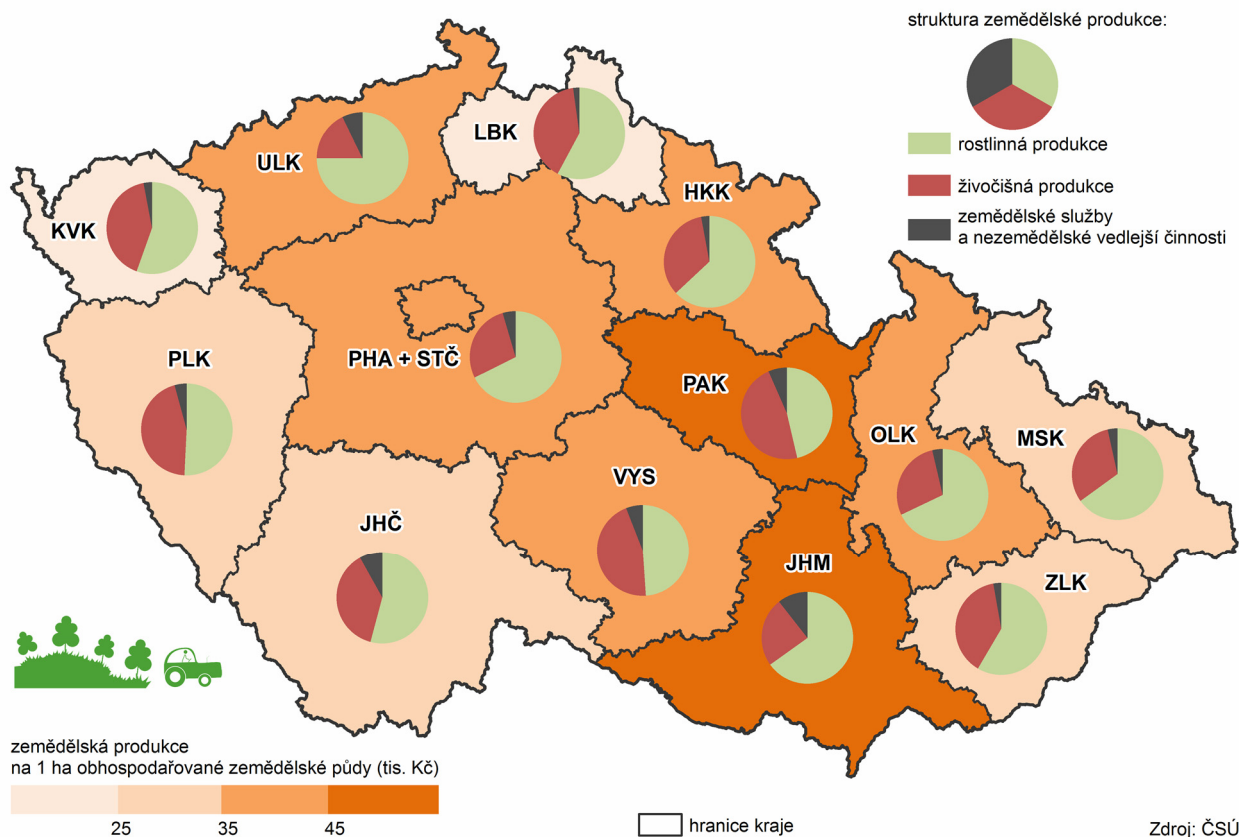 struktura zemědělské produkce:
rostlinná produkce
živočišná produkce
zemědělské služby
a nezemědělské vedlejší činnosti
LBK
ULK
HKK
KVK
PLK
PHA + STČ
PAK
OLK
MSK
VYS
JHČ
JHM
ZLK
zemědělská produkce
na 1 ha obhospodařované zemědělské půdy (tis. Kč)
25 35 45
hranice kraje
Zdroj: ČSÚ